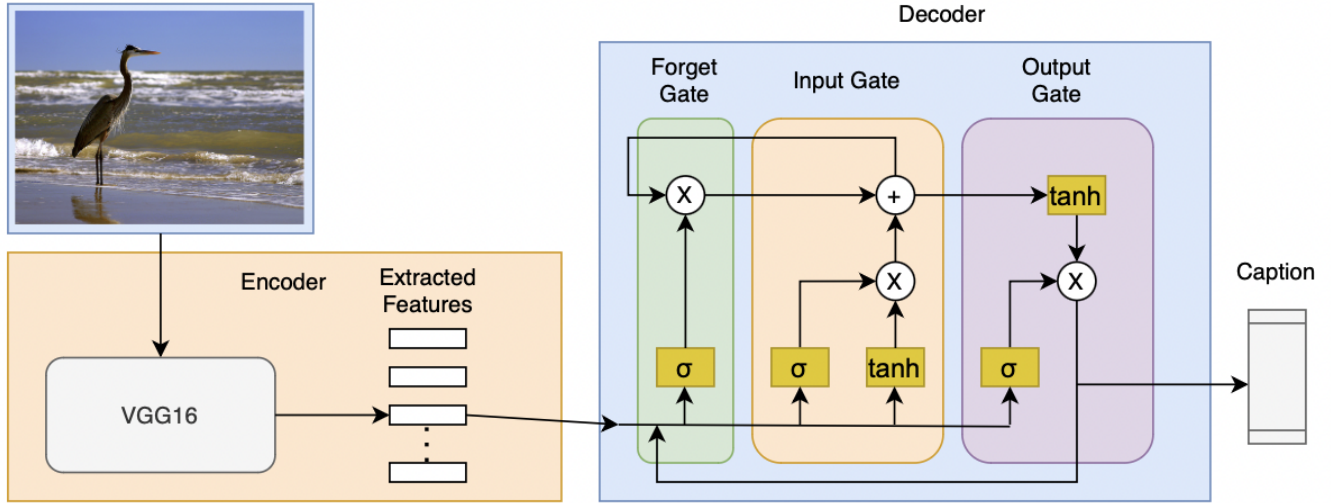 Decoder
Forget
Gate
Input Gate
Output
Gate
X
+
tanh
Encoder
Extracted
Features
X
X
Caption
VGG16
σ
σ
tanh
σ